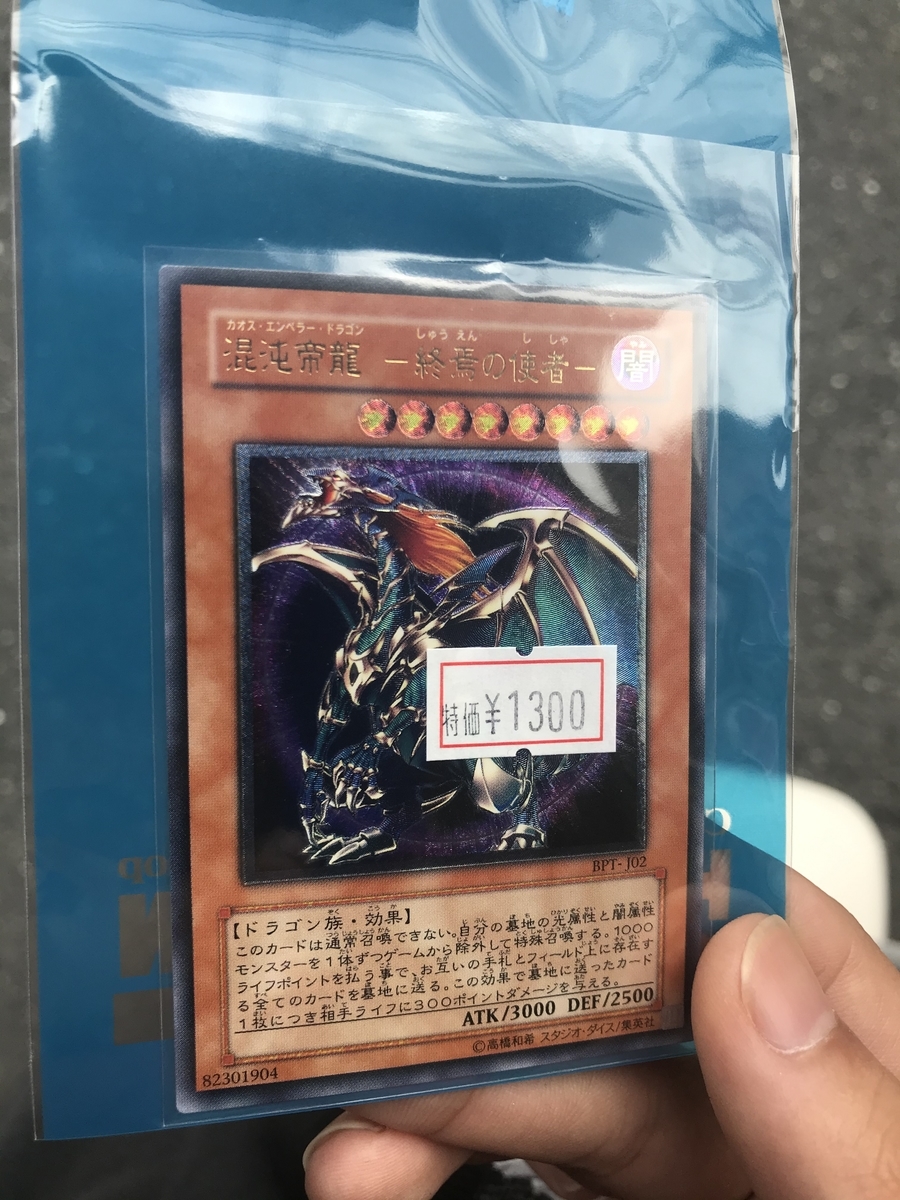 カオス・エンペラー・ドラゴン しゅうえん ししゃ
混沌帝龍 －終焉の使者－
やみ
闇
特価¥1300
BPT-J02
【ドラゴン族・効果】
このカードは通常召喚できない。自分の墓地の光属性と闇属性
モンスターを1体ずつゲームから除外して特殊召喚する。1000
ライフポイントを払う事で、お互いの手札とフィールド上に存在す
る全てのカードを墓地に送る。この効果で墓地に送ったカード
1枚につき相手ライフに300ポイントダメージを与える。
ATK/3000 DEF/2500
82301904
©高橋和希 スタジオ・ダイス/集英社